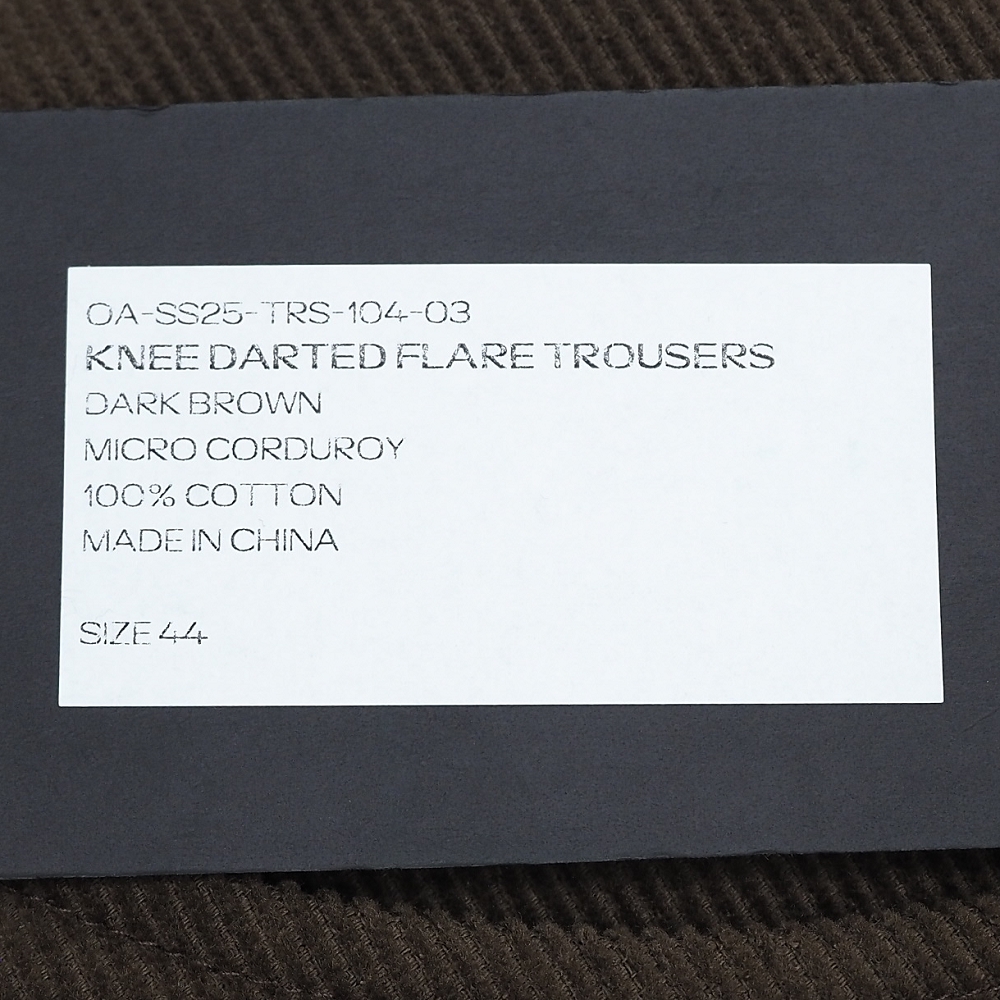 OA-SS25-TRS-104-03
KNEE DARTED FLARE TROUSERS
DARK BROWN
MICRO CORDUROY
100% COTTON
MADE IN CHINA
SIZE 44